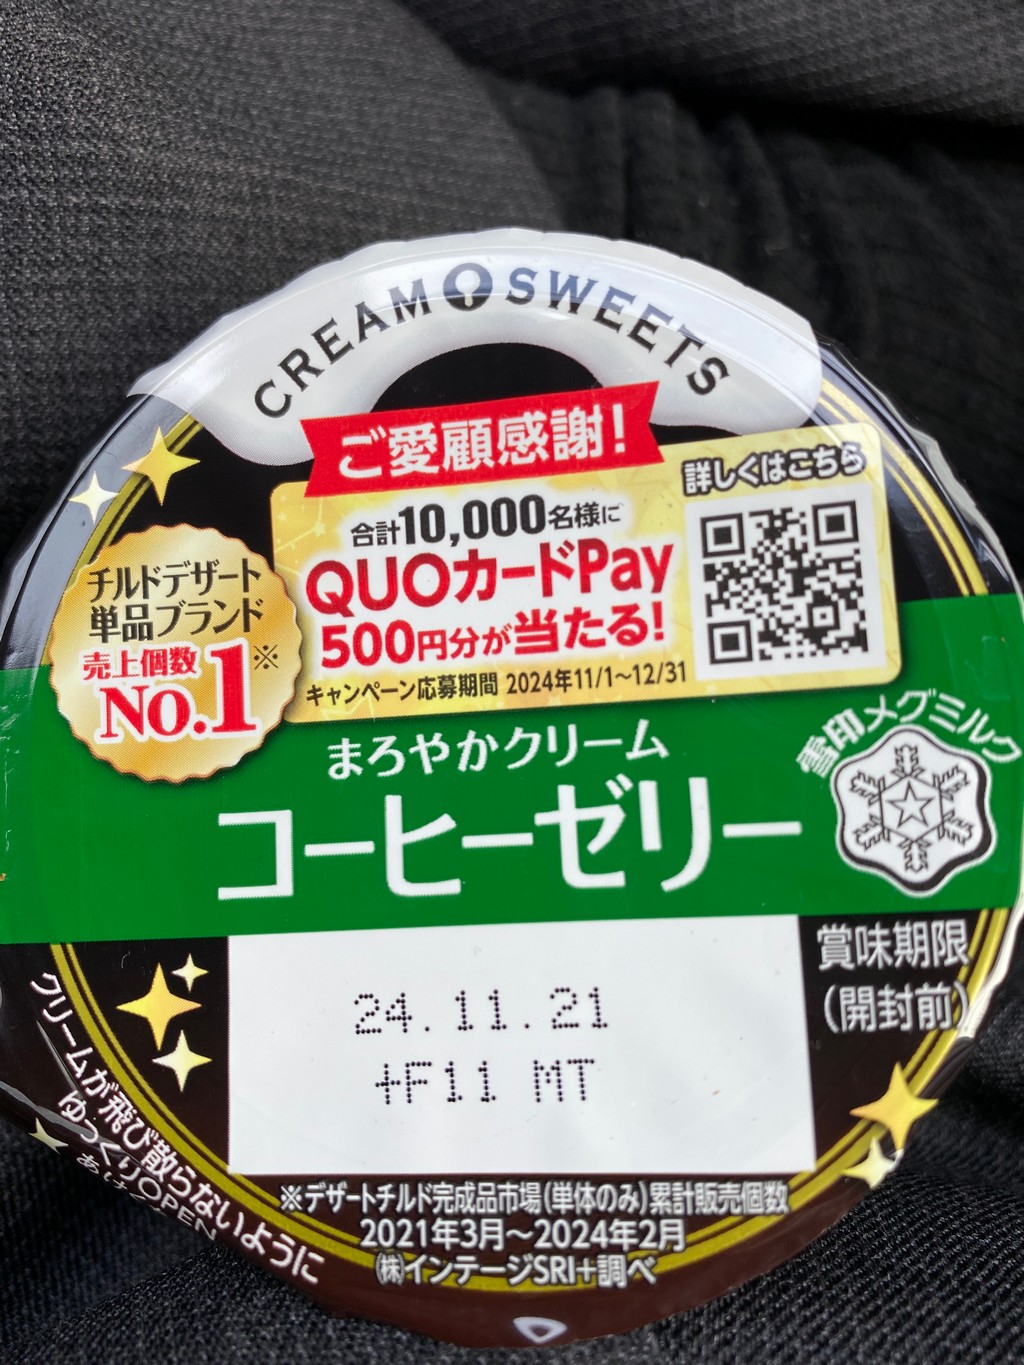 CREAM SWEETS
ご愛顧感謝!
詳しくはこちら
合計10,000名様に
QUOカードPay
500円分が当たる!
キャンペーン応募期間 2024年11/1~12/31
チルドデザート
単品ブランド
売上個数
No.1※
雪印メグミルク
まろやかクリーム
コーヒーゼリー
賞味期限
(開封前)
24.11.21
+F11 MT
クリームが飛び散らないように
ゆっくりOPEN
あけ
※デザートチルド完成品市場(単体のみ)累計販売個数
2021年3月~2024年2月
㈱インテージSRI+調べ